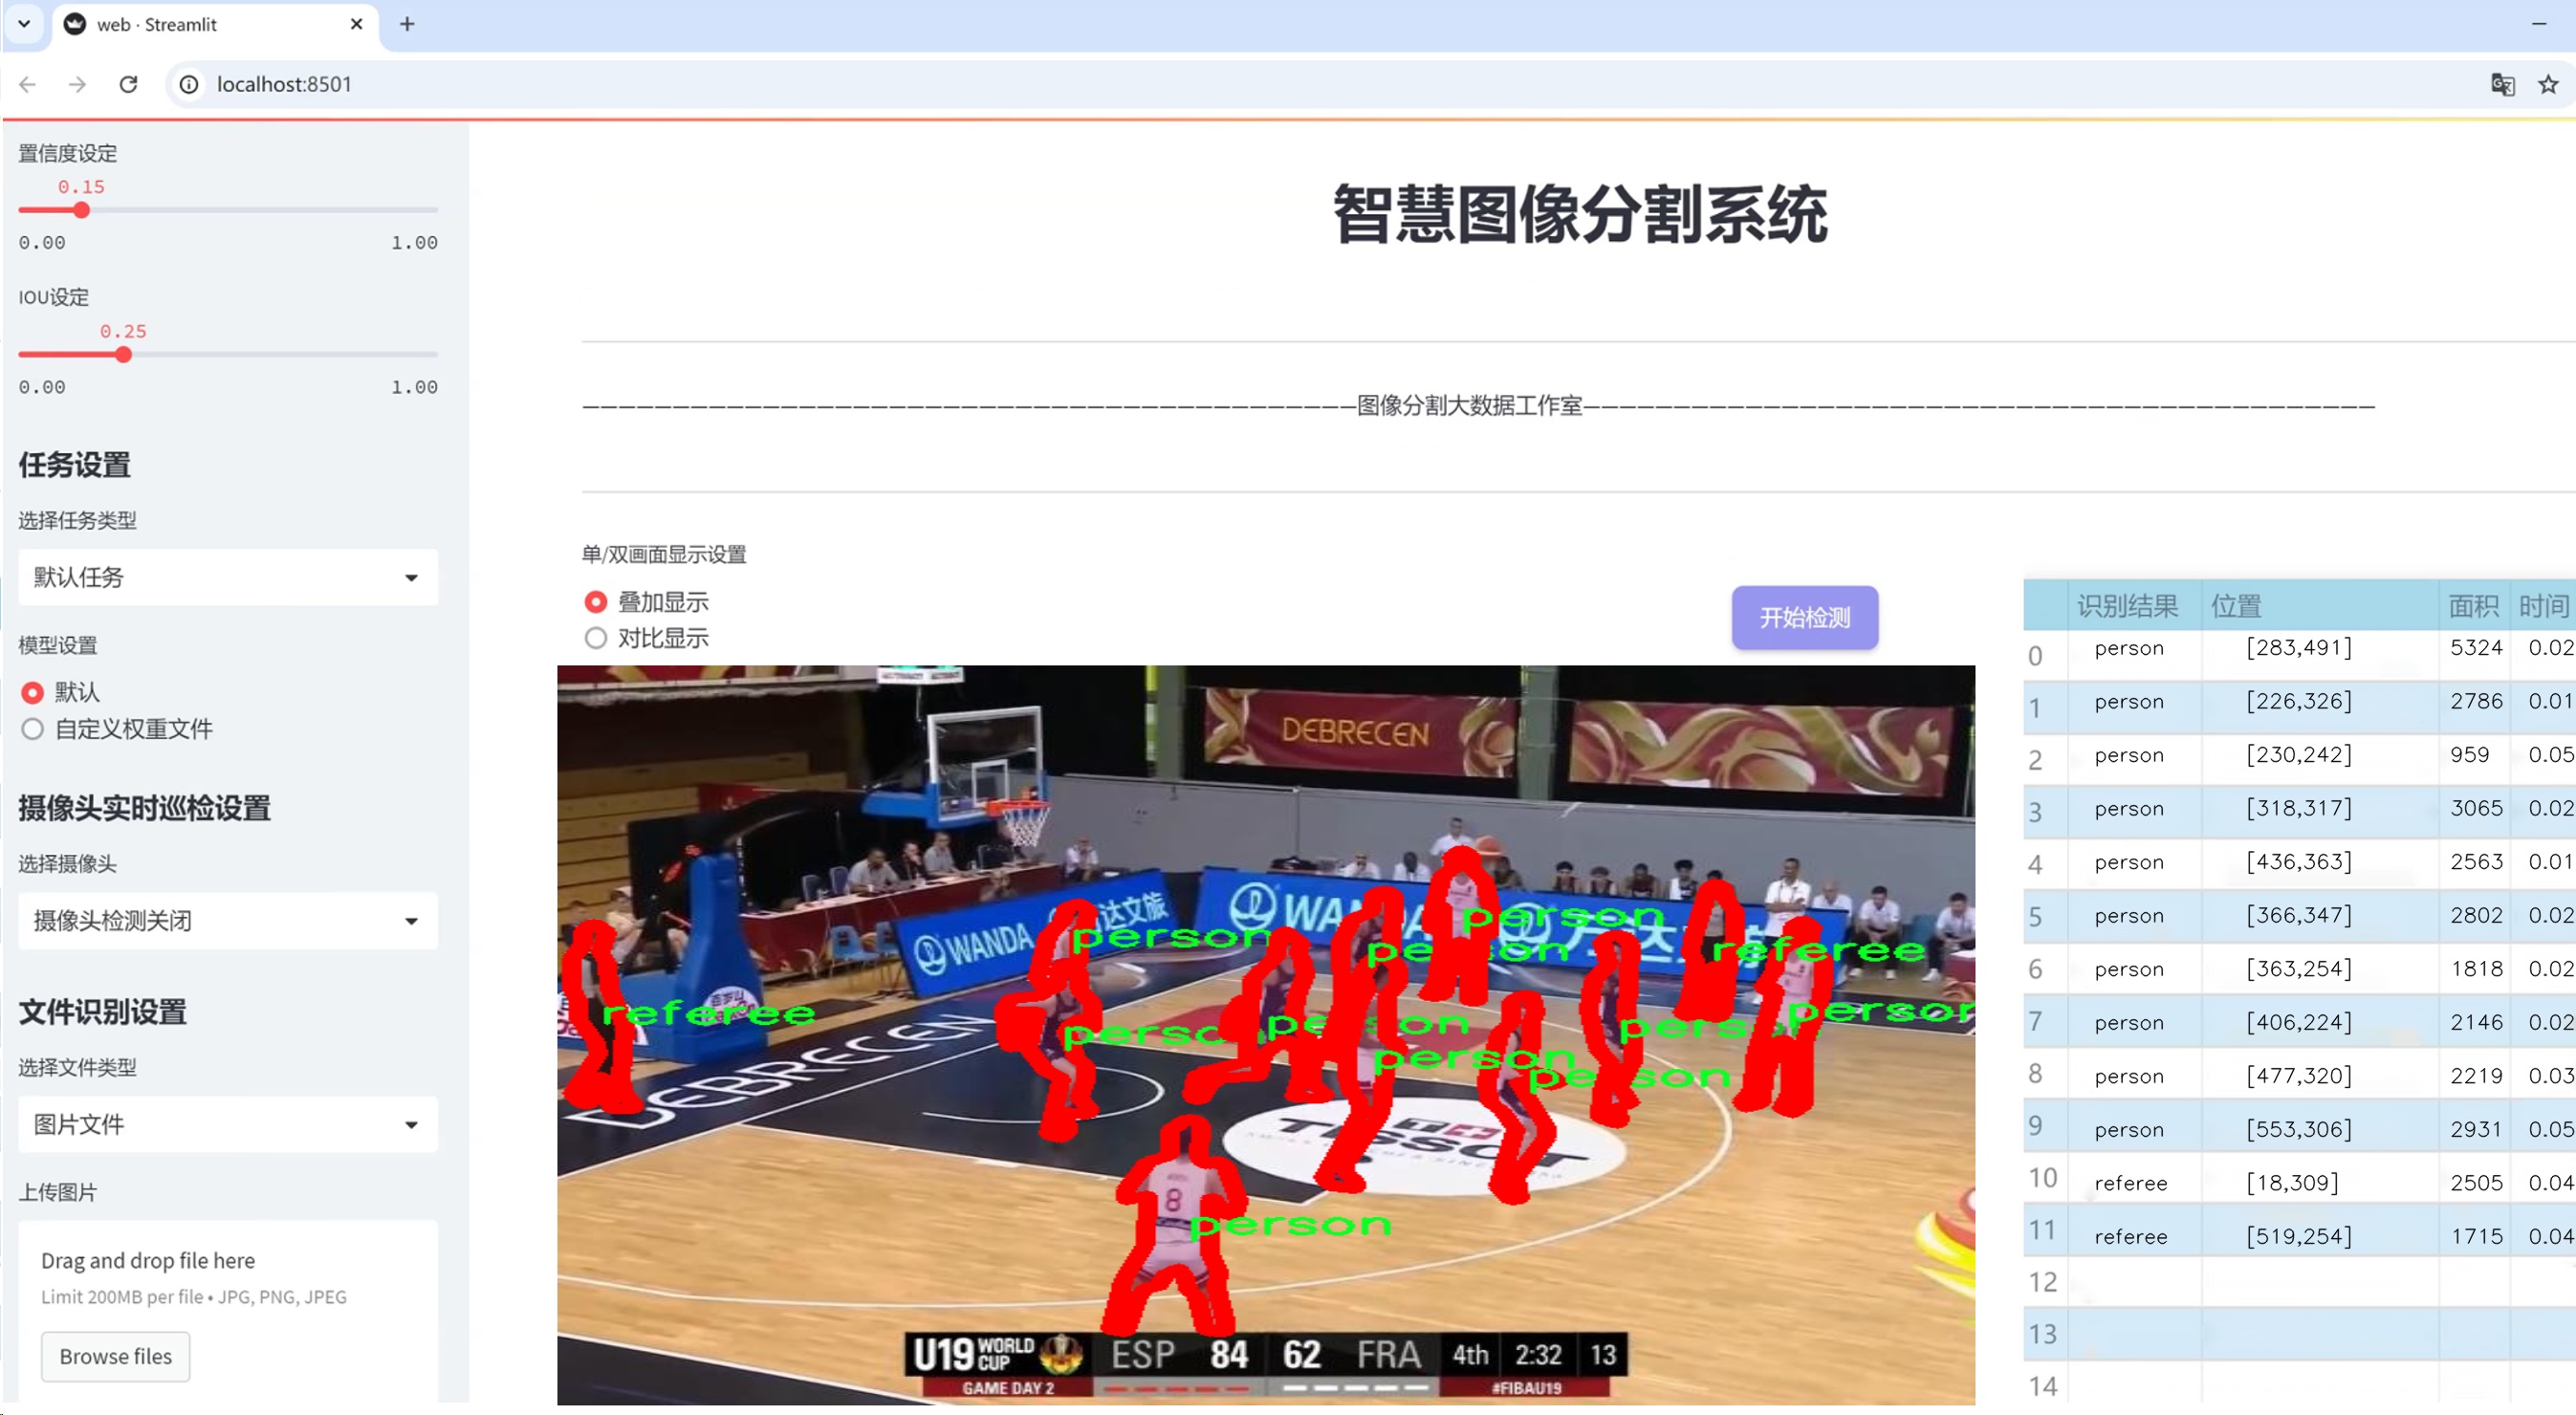 web · Streamlit
localhost:8501
置信度设定
0.15
0.00 1.00
IOU设定
0.25
0.00 1.00
任务设置
选择任务类型
默认任务
模型设置
默认
自定义权重文件
摄像头实时巡检设置
选择摄像头
摄像头检测关闭
文件识别设置
选择文件类型
图片文件
上传图片
Drag and drop file here
Limit 200MB per file • JPG, PNG, JPEG
Browse files
智慧图像分割系统
图像分割大数据工作室
单/双画面显示设置
叠加显示
对比显示
开始检测
DEBRECEN
WANDA
达文旅
person
person
person
person
referee
referee
person
person
person
person
person
person
DEBRECEN
TISSOT
8
person
U19 WORLD CUP ESP 84 62 FRA 4th 2:32 13
GAME DAY 2 #FIBAU19
识别结果 位置 面积 时间
0 person [283,491] 5324 0.02
1 person [226,326] 2786 0.01
2 person [230,242] 959 0.05
3 person [318,317] 3065 0.02
4 person [436,363] 2563 0.01
5 person [366,347] 2802 0.02
6 person [363,254] 1818 0.02
7 person [406,224] 2146 0.02
8 person [477,320] 2219 0.03
9 person [553,306] 2931 0.05
10 referee [18,309] 2505 0.04
11 referee [519,254] 1715 0.04
12
13
14